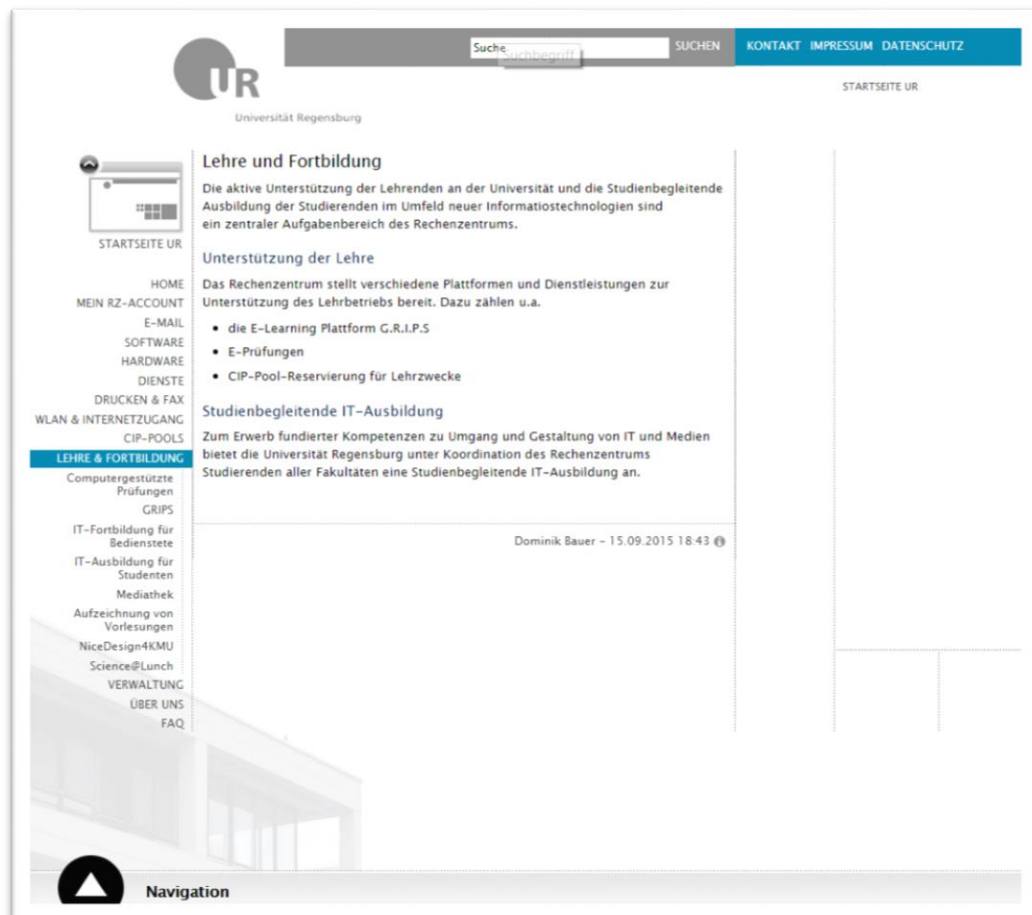 Suche
Suchbegriff
SUCHEN
KONTAKT IMPRESSUM DATENSCHUTZ
UR
STARTSEITE UR
Universität Regensburg
STARTSEITE UR
HOME
MEIN RZ-ACCOUNT
E-MAIL
SOFTWARE
HARDWARE
DIENSTE
DRUCKEN & FAX
WLAN & INTERNETZUGANG
CIP-POOLS
LEHRE & FORTBILDUNG
Computergestützte
Prüfungen
GRIPS
IT-Fortbildung für
Bedienstete
IT-Ausbildung für
Studenten
Mediathek
Aufzeichnung von
Vorlesungen
NiceDesign4KMU
Science@Lunch
VERWALTUNG
ÜBER UNS
FAQ
Lehre und Fortbildung
Die aktive Unterstützung der Lehrenden an der Universität und die Studienbegleitende
Ausbildung der Studierenden im Umfeld neuer Informatiostechnologien sind
ein zentraler Aufgabenbereich des Rechenzentrums.
Unterstützung der Lehre
Das Rechenzentrum stellt verschiedene Plattformen und Dienstleistungen zur
Unterstützung des Lehrbetriebs bereit. Dazu zählen u.a.
• die E-Learning Plattform G.R.I.P.S
• E-Prüfungen
• CIP-Pool-Reservierung für Lehrzwecke
Studienbegleitende IT-Ausbildung
Zum Erwerb fundierter Kompetenzen zu Umgang und Gestaltung von IT und Medien
bietet die Universität Regensburg unter Koordination des Rechenzentrums
Studierenden aller Fakultäten eine Studienbegleitende IT-Ausbildung an.
Dominik Bauer - 15.09.2015 18:43
Navigation